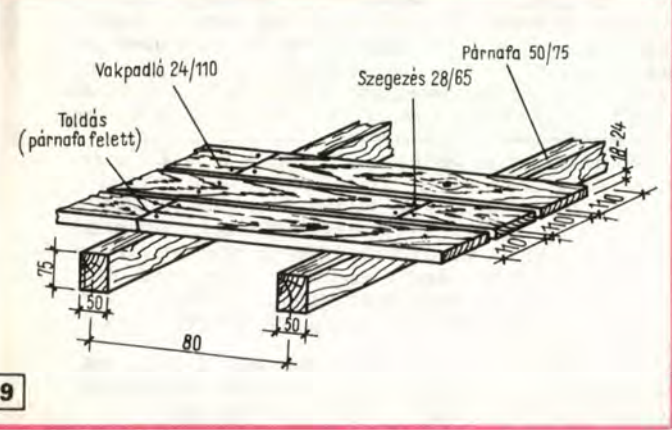 Párnafa 50/75
Vakpadló 24/110
Szegezés 28/65
Toldás
(párnafa felett)
18-24
110
110
110
75
50
50
80
9